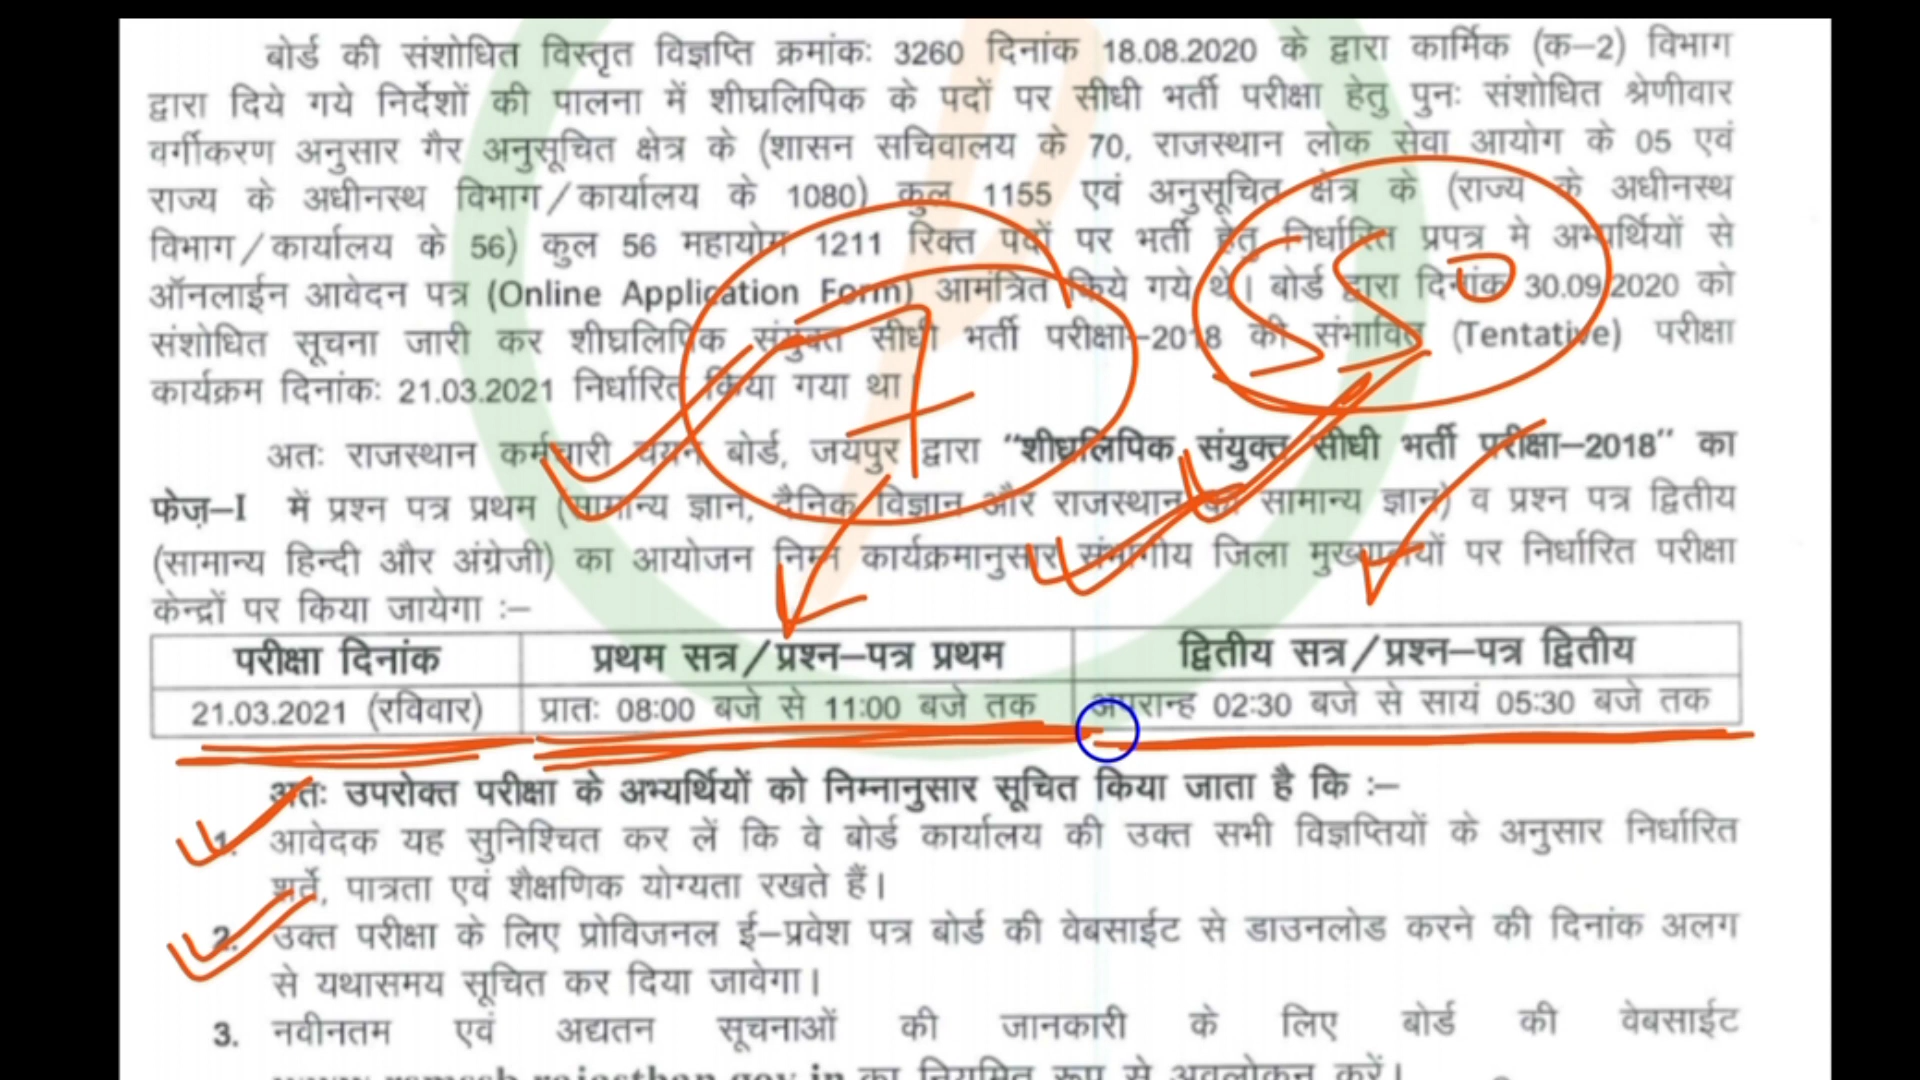 बोर्ड की संशोधित विस्तृत विज्ञप्ति क्रमांकः 3260 दिनांक 18.08.2020 के द्वारा कार्मिक (क–2) विभाग
द्वारा दिये गये निर्देशों की पालना में शीघ्रलिपिक के पदों पर सीधी भर्ती परीक्षा हेतु पुनः संशोधित श्रेणीवार
वर्गीकरण अनुसार गैर अनुसूचित क्षेत्र के (शासन सचिवालय के 70, राजस्थान लोक सेवा आयोग के 05 एवं
राज्य के अधीनस्थ विभाग/कार्यालय के 1080) कुल 1155 एवं अनुसूचित क्षेत्र के (राज्य के अधीनस्थ
विभाग/कार्यालय के 56) कुल 56 महायोग 1211 रिक्त पदों पर भर्ती हेतु निर्धारित प्रपत्र मे अभ्यर्थियों से
ऑनलाईन आवेदन पत्र (Online Application Form) आमंत्रित किये गये थे। बोर्ड द्वारा दिनांक 30.09.2020 को
संशोधित सूचना जारी कर शीघ्रलिपिक संयुक्त सीधी भर्ती परीक्षा–2018 की संभावित (Tentative) परीक्षा
कार्यक्रम दिनांकः 21.03.2021 निर्धारित किया गया था
अतः राजस्थान कर्मचारी चयन बोर्ड, जयपुर द्वारा "शीघ्रलिपिक संयुक्त सीधी भर्ती परीक्षा–2018" का
फेज़–I में प्रश्न पत्र प्रथम (सामान्य ज्ञान, दैनिक विज्ञान और राजस्थान का सामान्य ज्ञान) व प्रश्न पत्र द्वितीय
(सामान्य हिन्दी और अंग्रेजी) का आयोजन निम्न कार्यक्रमानुसार संभागीय जिला मुख्यालयों पर निर्धारित परीक्षा
केन्द्रों पर किया जायेगा :–
परीक्षा दिनांक प्रथम सत्र/प्रश्न–पत्र प्रथम द्वितीय सत्र/प्रश्न–पत्र द्वितीय
21.03.2021 (रविवार) प्रातः 08:00 बजे से 11:00 बजे तक अपरान्ह 02:30 बजे से सायं 05:30 बजे तक
अतः उपरोक्त परीक्षा के अभ्यर्थियों को निम्नानुसार सूचित किया जाता है कि :–
1. आवेदक यह सुनिश्चित कर लें कि वे बोर्ड कार्यालय की उक्त सभी विज्ञप्तियों के अनुसार निर्धारित
शर्ते, पात्रता एवं शैक्षणिक योग्यता रखते हैं।
2. उक्त परीक्षा के लिए प्रोविजनल ई–प्रवेश पत्र बोर्ड की वेबसाईट से डाउनलोड करने की दिनांक अलग
से यथासमय सूचित कर दिया जावेगा।
3. नवीनतम एवं अद्यतन सूचनाओं की जानकारी के लिए बोर्ड की वेबसाईट
का नियमित रूप से अवलोकन करें।